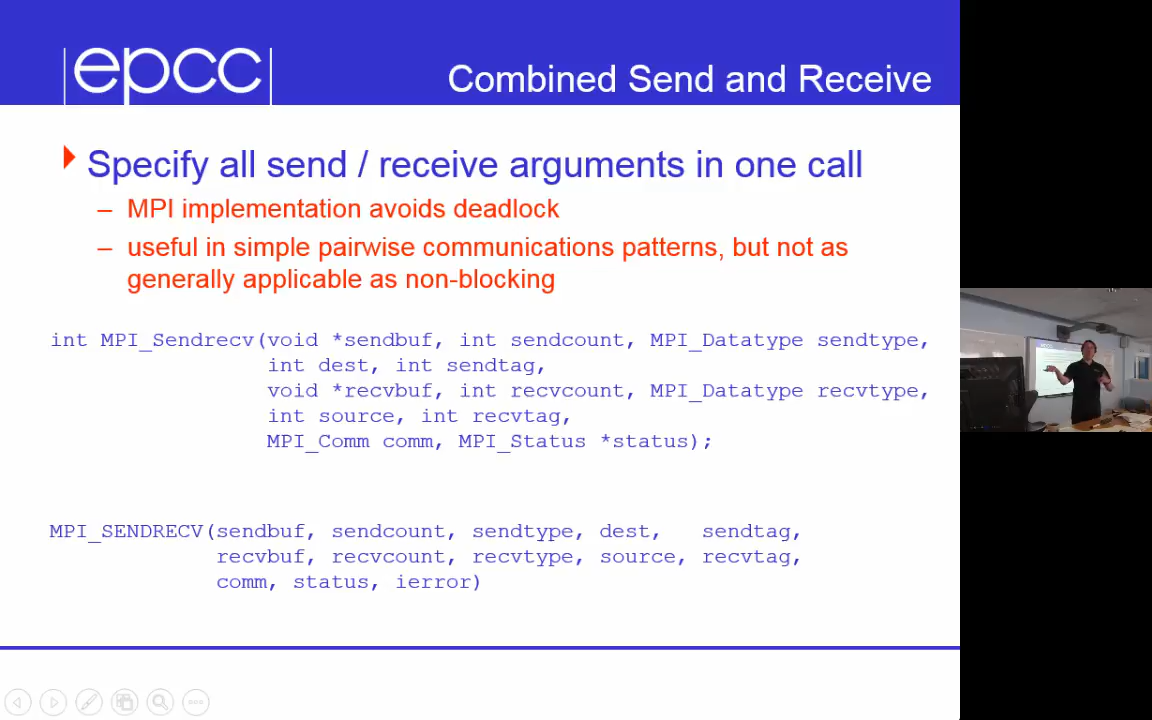 epcc
Combined Send and Receive
Specify all send / receive arguments in one call
– MPI implementation avoids deadlock
– useful in simple pairwise communications patterns, but not as
generally applicable as non-blocking
int MPI_Sendrecv(void *sendbuf, int sendcount, MPI_Datatype sendtype,
int dest, int sendtag,
void *recvbuf, int recvcount, MPI_Datatype recvtype,
int source, int recvtag,
MPI_Comm comm, MPI_Status *status);
MPI_SENDRECV(sendbuf, sendcount, sendtype, dest, sendtag,
recvbuf, recvcount, recvtype, source, recvtag,
comm, status, ierror)